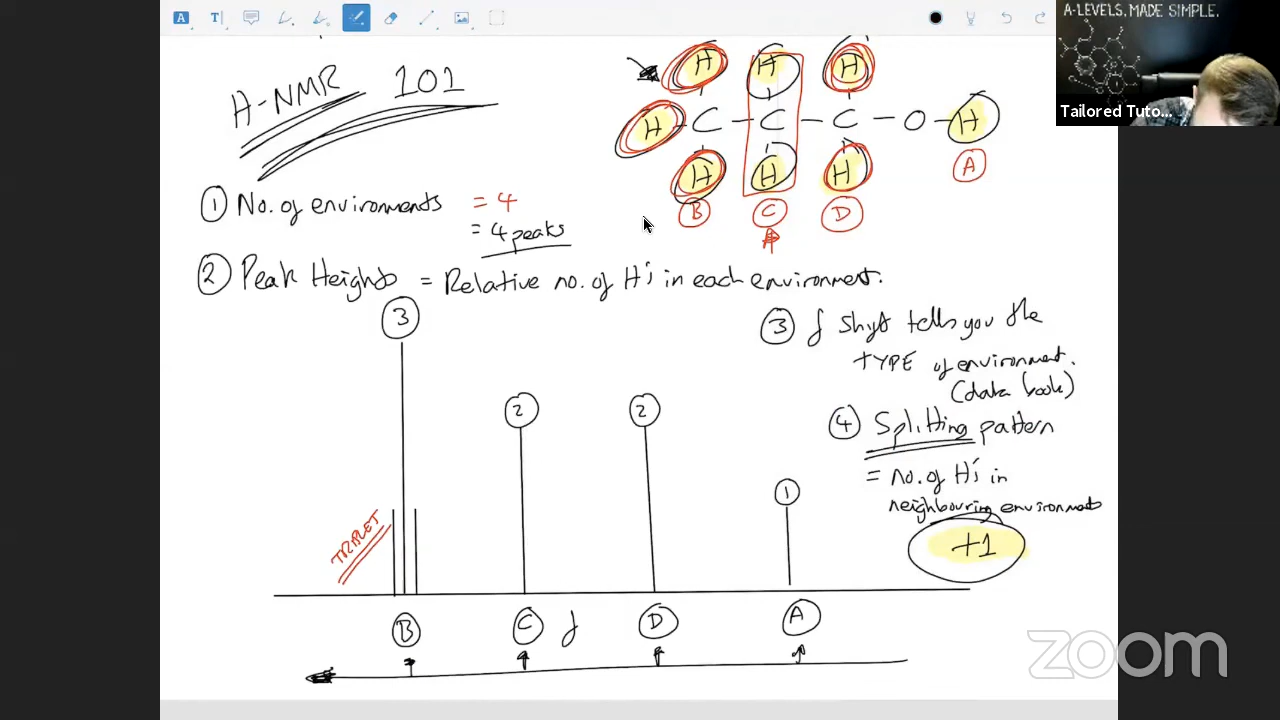 A-LEVELS, MADE SIMPLE.
Tailored Tuto...
H-NMR 101
H H H
H - C - C - C - O - H
H H H
A
B C D
① No. of environments = 4
= 4 peaks
② Peak Heights = Relative no. of H's in each environment.
3
③ δ shift tells you the
TYPE of environment.
(data book)
2 2
④ Splitting pattern
= no. of H's in
neighbouring environments
+1
1
TRIPLET
B C δ D A
zoom